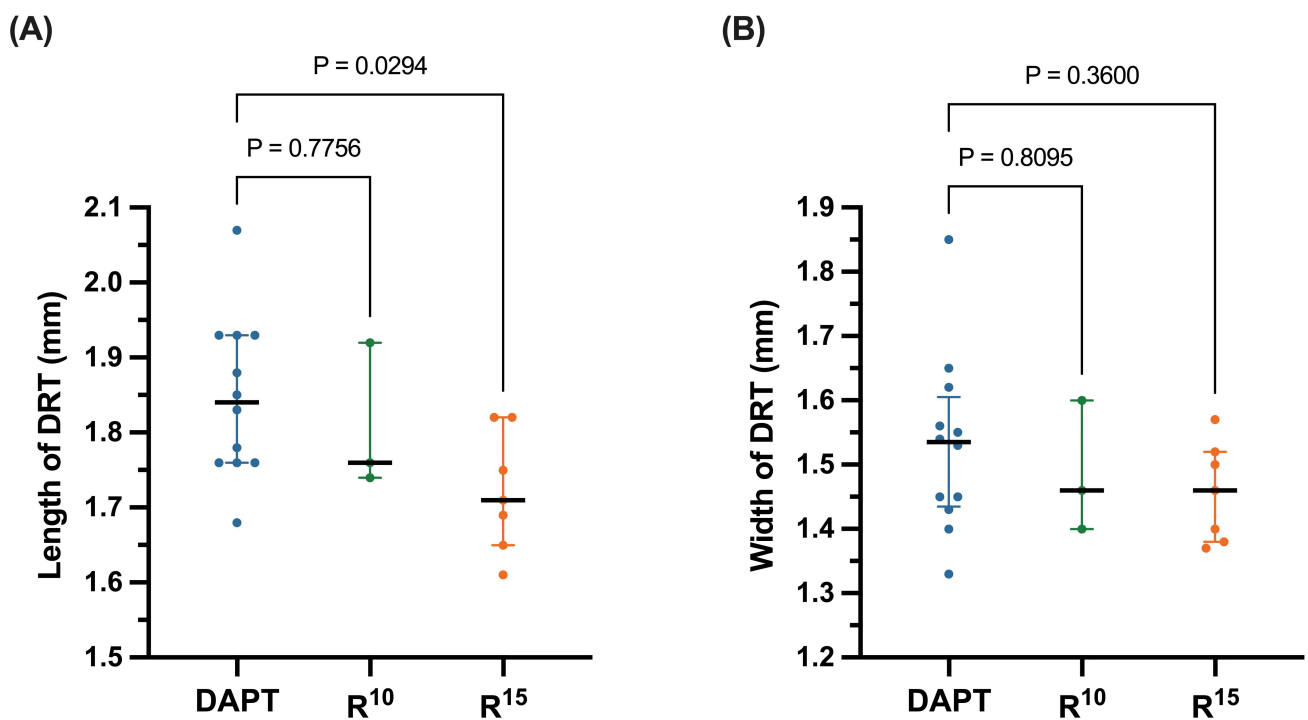 (A)
P = 0.0294
P = 0.7756
Length of DRT (mm)
2.1
2.0
1.9
1.8
1.7
1.6
1.5
DAPT R¹⁰ R¹⁵
(B)
P = 0.3600
P = 0.8095
Width of DRT (mm)
1.9
1.8
1.7
1.6
1.5
1.4
1.3
1.2
DAPT R¹⁰ R¹⁵